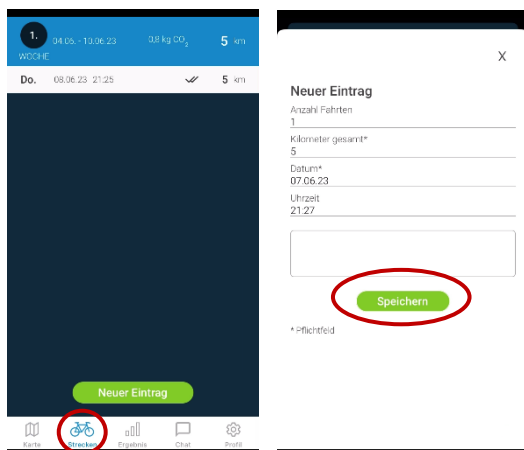 1. 04.06. - 10.06.23 0,8 kg CO2 5 km
WOCHE
Do. 08.06.23 21:25 5 km
Neuer Eintrag
Karte Strecken Ergebnis Chat Profil
X
Neuer Eintrag
Anzahl Fahrten
1
Kilometer gesamt*
5
Datum*
07.06.23
Uhrzeit
21:27
Speichern
* Pflichtfeld